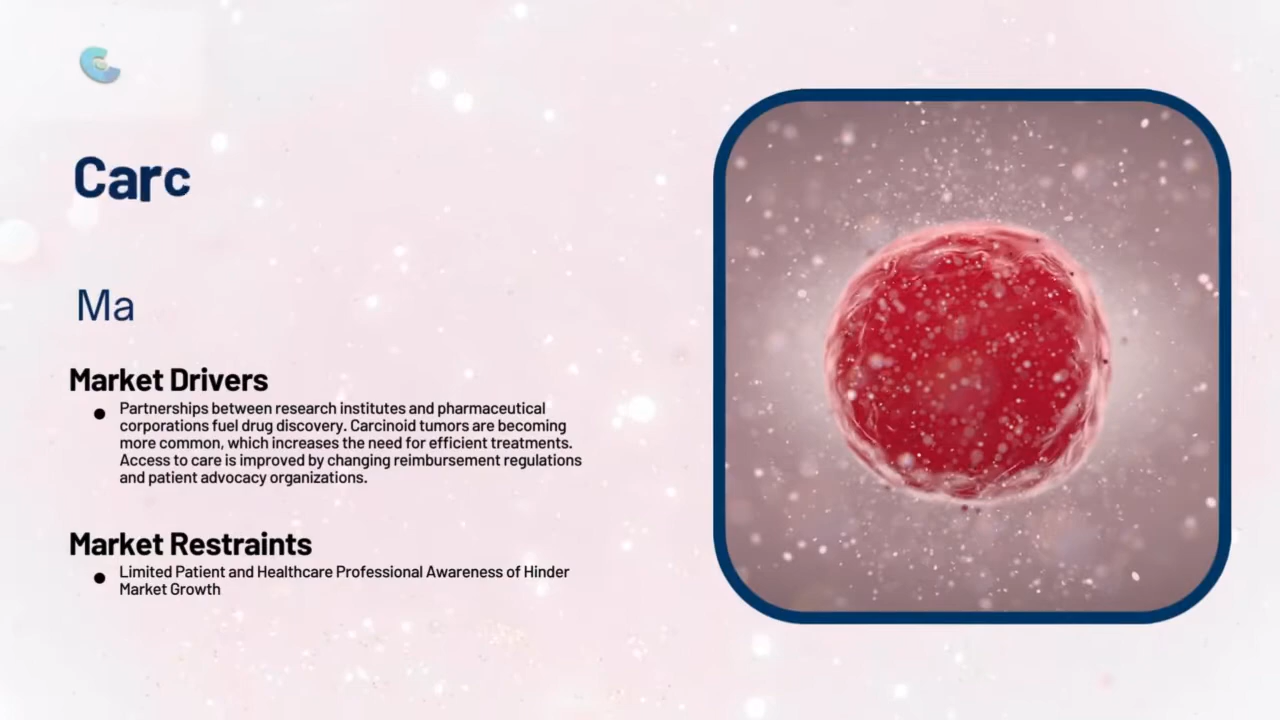 Carc
Ma
Market Drivers
Partnerships between research institutes and pharmaceutical
corporations fuel drug discovery. Carcinoid tumors are becoming
more common, which increases the need for efficient treatments.
Access to care is improved by changing reimbursement regulations
and patient advocacy organizations.
Market Restraints
Limited Patient and Healthcare Professional Awareness of Hinder
Market Growth